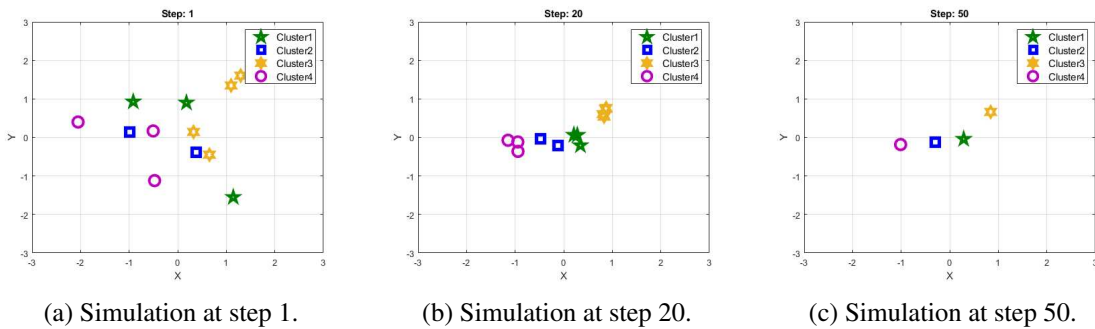 Step: 1
3
2
1
0
-1
-2
-3
Y
-3
-2
-1
0
1
2
3
X
Cluster1
Cluster2
Cluster3
Cluster4
(a) Simulation at step 1.
Step: 20
3
2
1
0
-1
-2
-3
Y
-3
-2
-1
0
1
2
3
X
Cluster1
Cluster2
Cluster3
Cluster4
(b) Simulation at step 20.
Step: 50
3
2
1
0
-1
-2
-3
Y
-3
-2
-1
0
1
2
3
X
Cluster1
Cluster2
Cluster3
Cluster4
(c) Simulation at step 50.